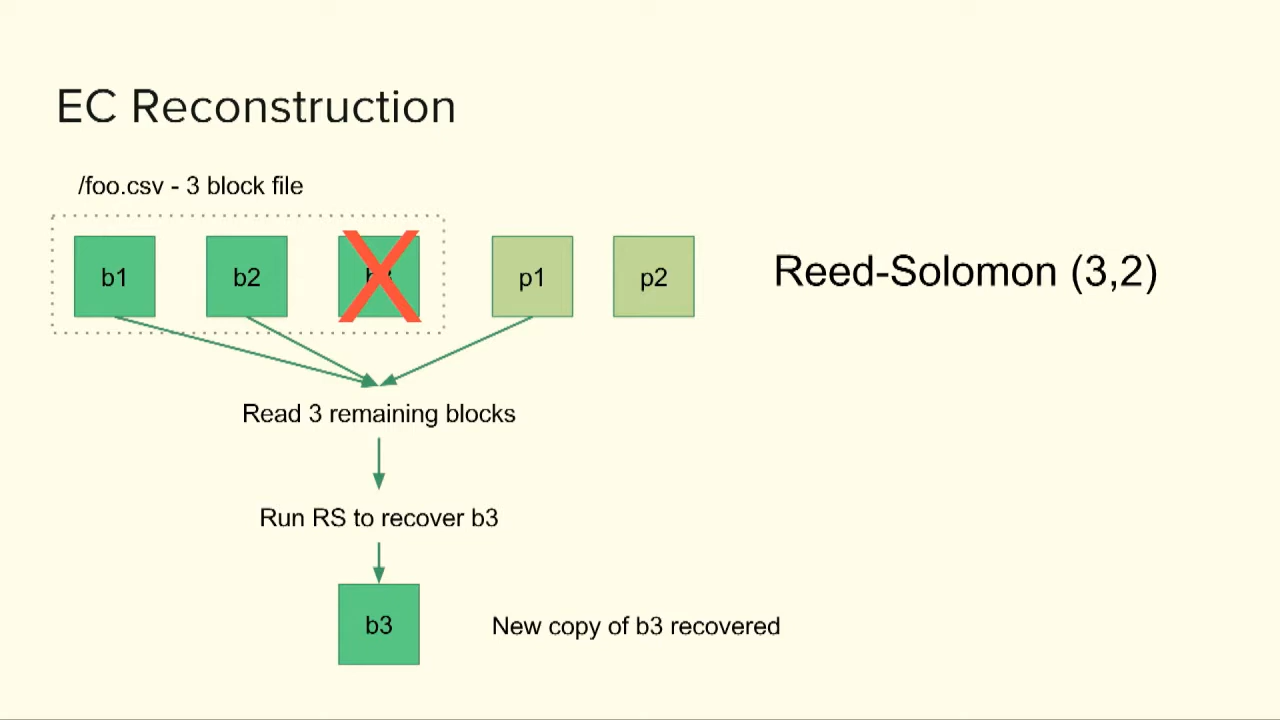 EC Reconstruction
/foo.csv - 3 block file
b1
b2
p1
p2
Reed-Solomon (3,2)
Read 3 remaining blocks
Run RS to recover b3
b3
New copy of b3 recovered